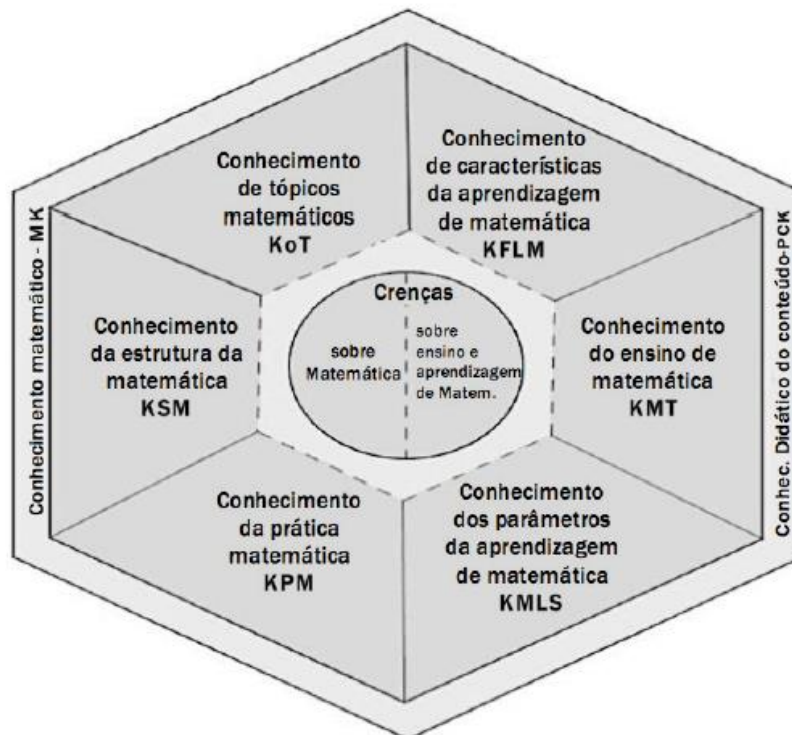 Conhecimento matemático - MK
Conhecimento
de tópicos
matemáticos
KoT
Conhecimento
de características
da aprendizagem
de matemática
KFLM
Conhecimento
da estrutura da
matemática
KSM
Crenças
sobre
Matemática
sobre
ensino e
aprendizagem
de Matem.
Conhecimento
do ensino de
matemática
KMT
Conhecimento
da prática
matemática
KPM
Conhecimento
dos parâmetros
da aprendizagem
de matemática
KMLS
Conhec. Didático do conteúdo-PCK